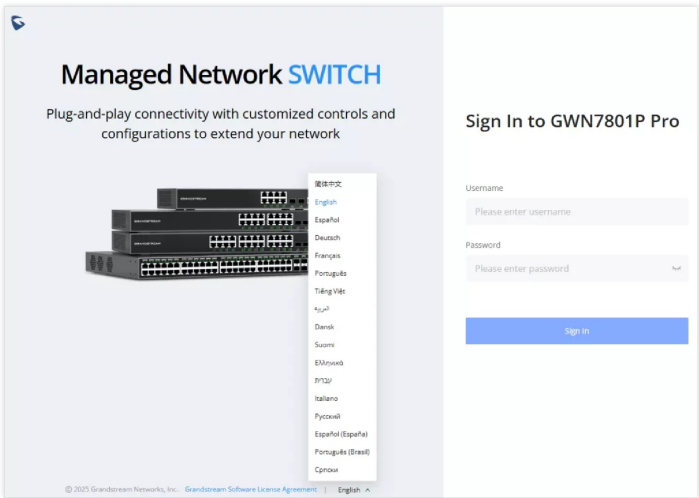 Managed Network SWITCH
Plug-and-play connectivity with customized controls and
configurations to extend your network
GRANDSTREAM
GRANDSTREAM
GRANDSTREAM
简体中文
English
Español
Deutsch
Français
Português
Tiếng Việt
العربية
Dansk
Suomi
Ελληνικά
עברית
Italiano
Русский
Español (España)
Português (Brasil)
Српски
© 2025 Grandstream Networks, Inc. Grandstream Software License Agreement | English
Sign In to GWN7801P Pro
Username
Please enter username
Password
Please enter password
Sign In